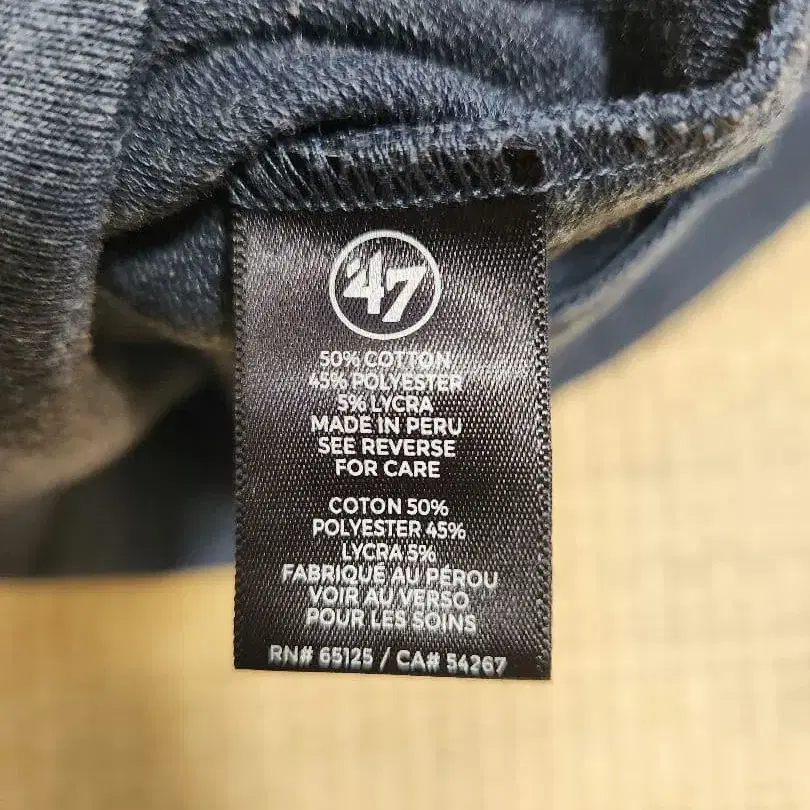 '47
50% COTTON
45% POLYESTER
5% LYCRA
MADE IN PERU
SEE REVERSE
FOR CARE
COTON 50%
POLYESTER 45%
LYCRA 5%
FABRIQUÉ AU PÉROU
VOIR AU VERSO
POUR LES SOINS
RN# 65125 / CA# 54267